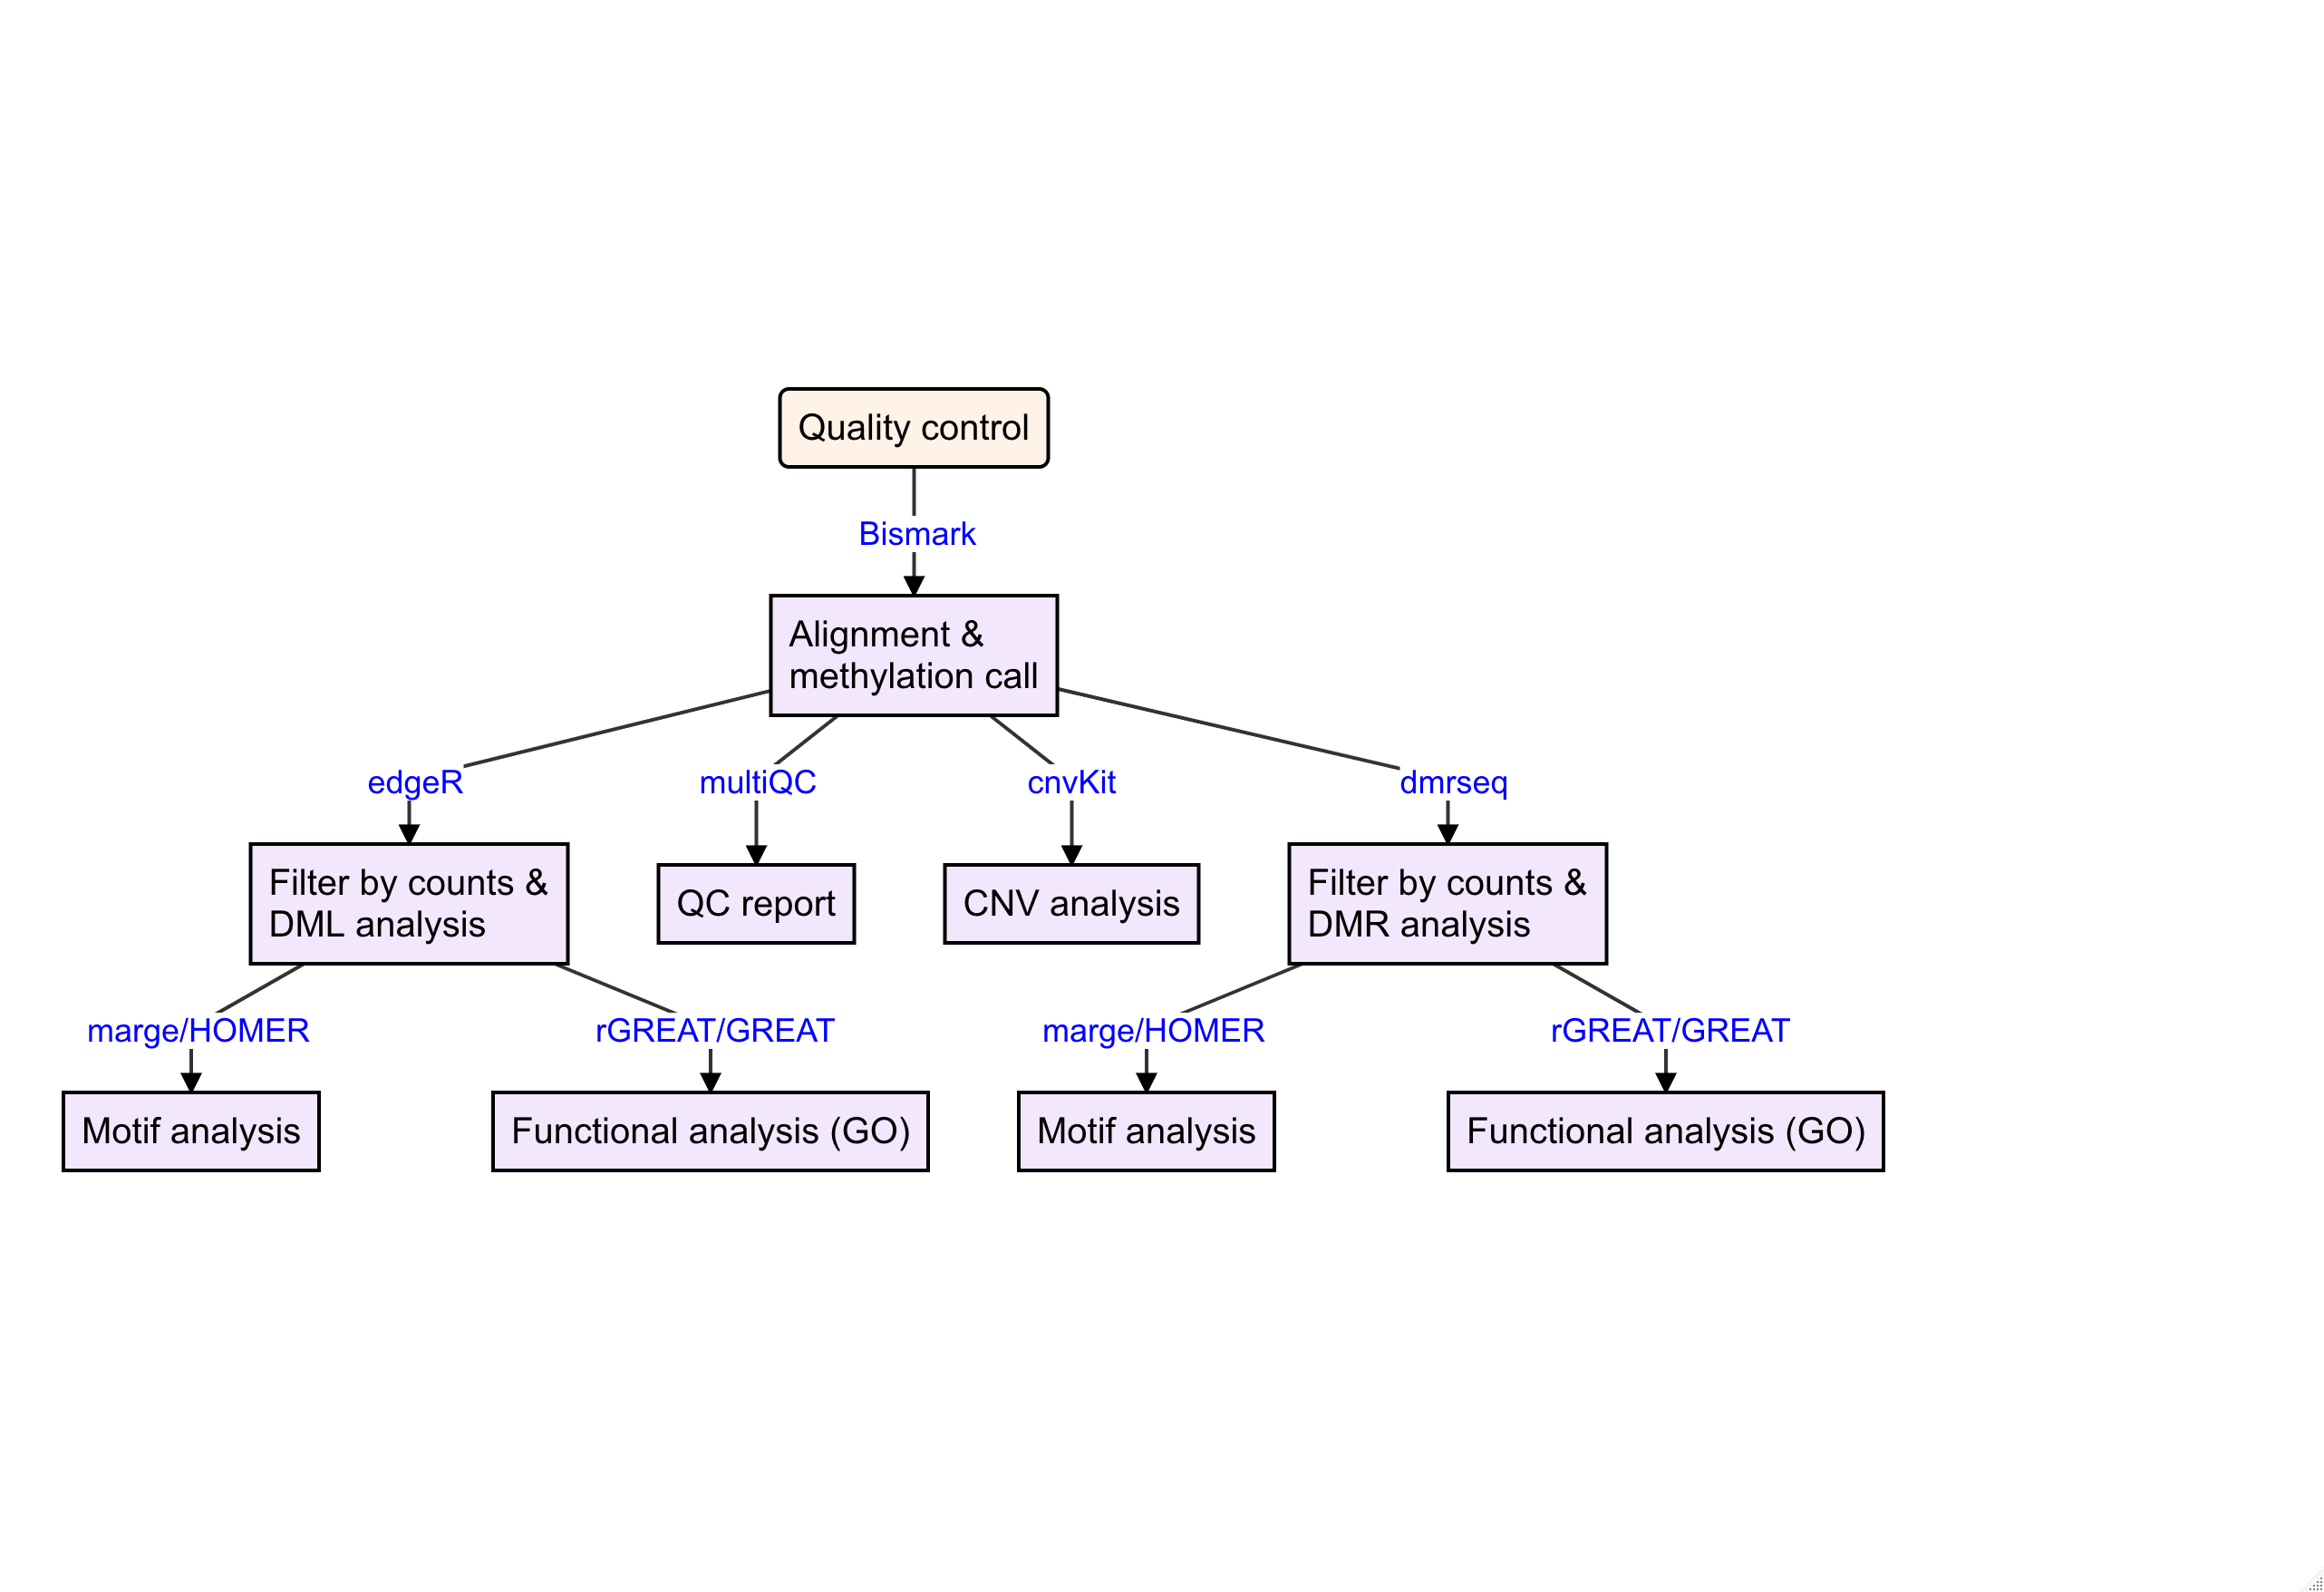 Quality control
Bismark
Alignment &
methylation call
edgeR
multiQC
cnvKit
dmrseq
Filter by counts &
DML analysis
QC report
CNV analysis
Filter by counts &
DMR analysis
marge/HOMER
rGREAT/GREAT
marge/HOMER
rGREAT/GREAT
Motif analysis
Functional analysis (GO)
Motif analysis
Functional analysis (GO)